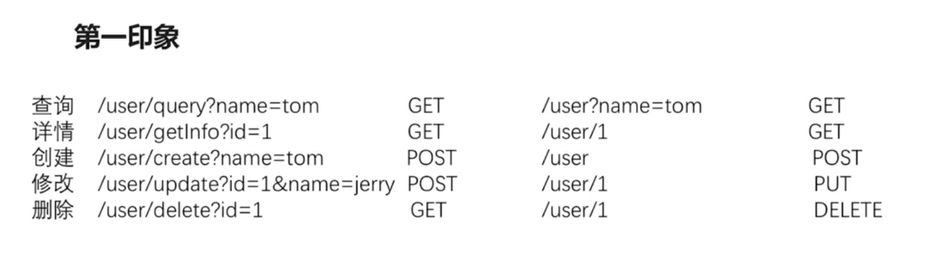 第一印象
查询 /user/query?name=tom GET /user?name=tom GET
详情 /user/getInfo?id=1 GET /user/1 GET
创建 /user/create?name=tom POST /user POST
修改 /user/update?id=1&name=jerry POST /user/1 PUT
删除 /user/delete?id=1 GET /user/1 DELETE